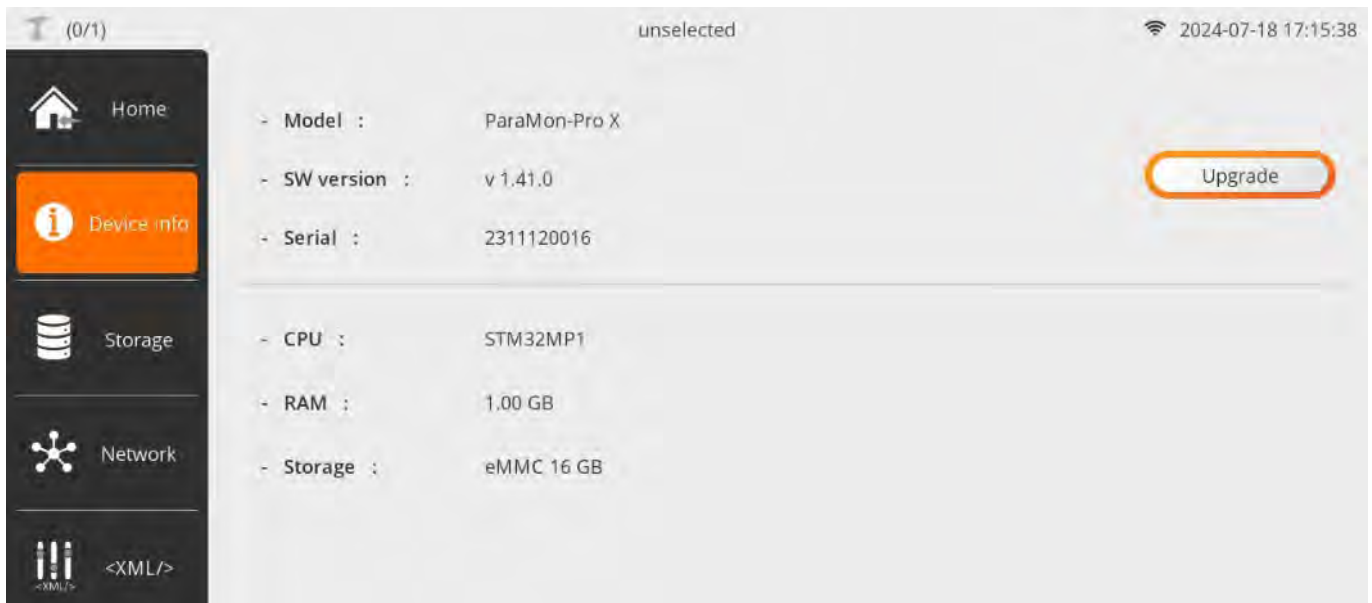 (0/1)
unselected
2024-07-18 17:15:38
Home
Device info
Storage
Network
<XML/>
<XML/>
- Model : ParaMon-Pro X
- SW version : v 1.41.0
- Serial : 2311120016
Upgrade
- CPU : STM32MP1
- RAM : 1.00 GB
- Storage : eMMC 16 GB